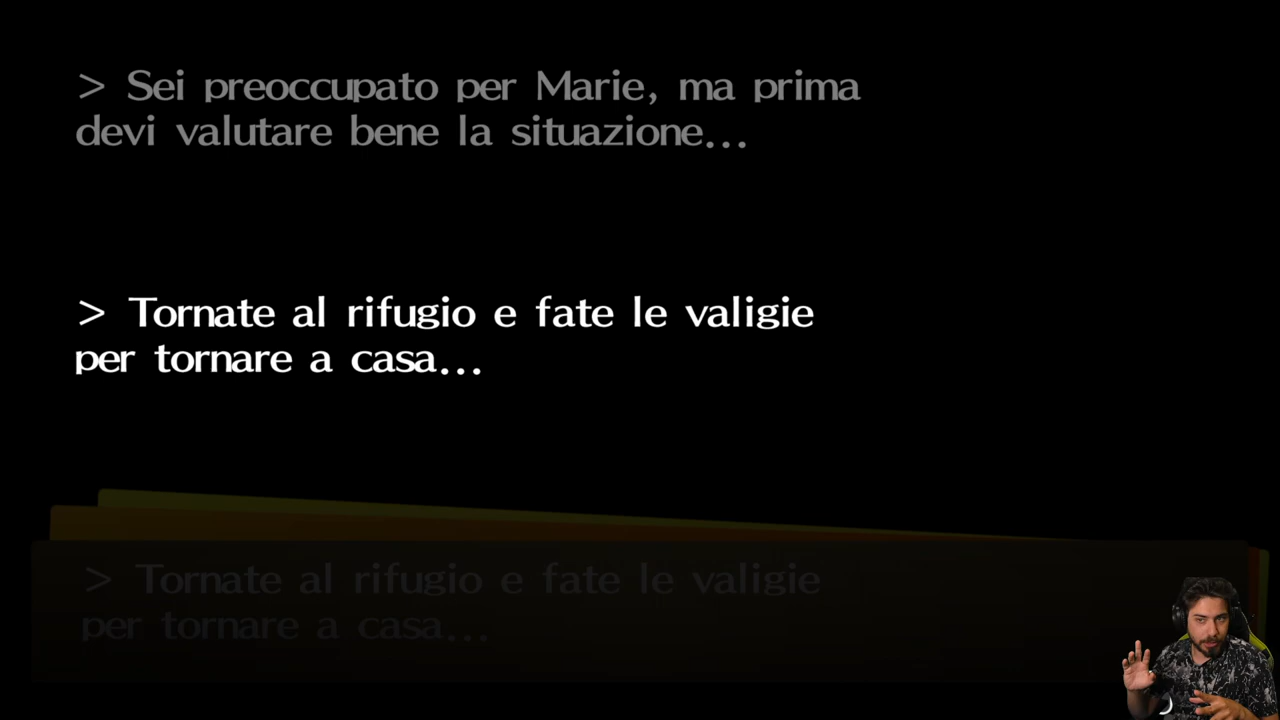 > Sei preoccupato per Marie, ma prima
devi valutare bene la situazione...
> Tornate al rifugio e fate le valigie
per tornare a casa...
> Tornate al rifugio e fate le valigie
per tornare a casa...